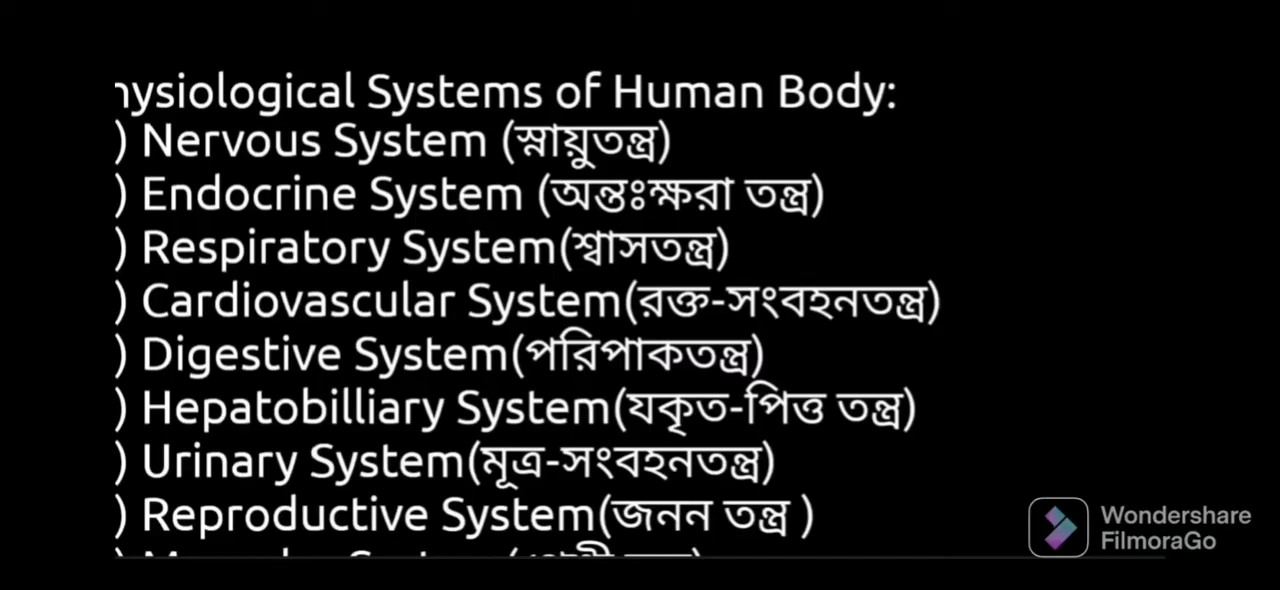 Systems of Human Body:
) Nervous System (স্নায়ুতন্ত্র)
) Endocrine System (অন্তঃক্ষরা তন্ত্র)
) Respiratory System(শ্বাসতন্ত্র)
) Cardiovascular System(রক্ত-সংবহনতন্ত্র)
) Digestive System(পরিপাকতন্ত্র)
) Hepatobilliary System(যকৃত-পিত্ত তন্ত্র)
) Urinary System(মূত্র-সংবহনতন্ত্র)
) Reproductive System(জনন তন্ত্র )
Wondershare
FilmoraGo